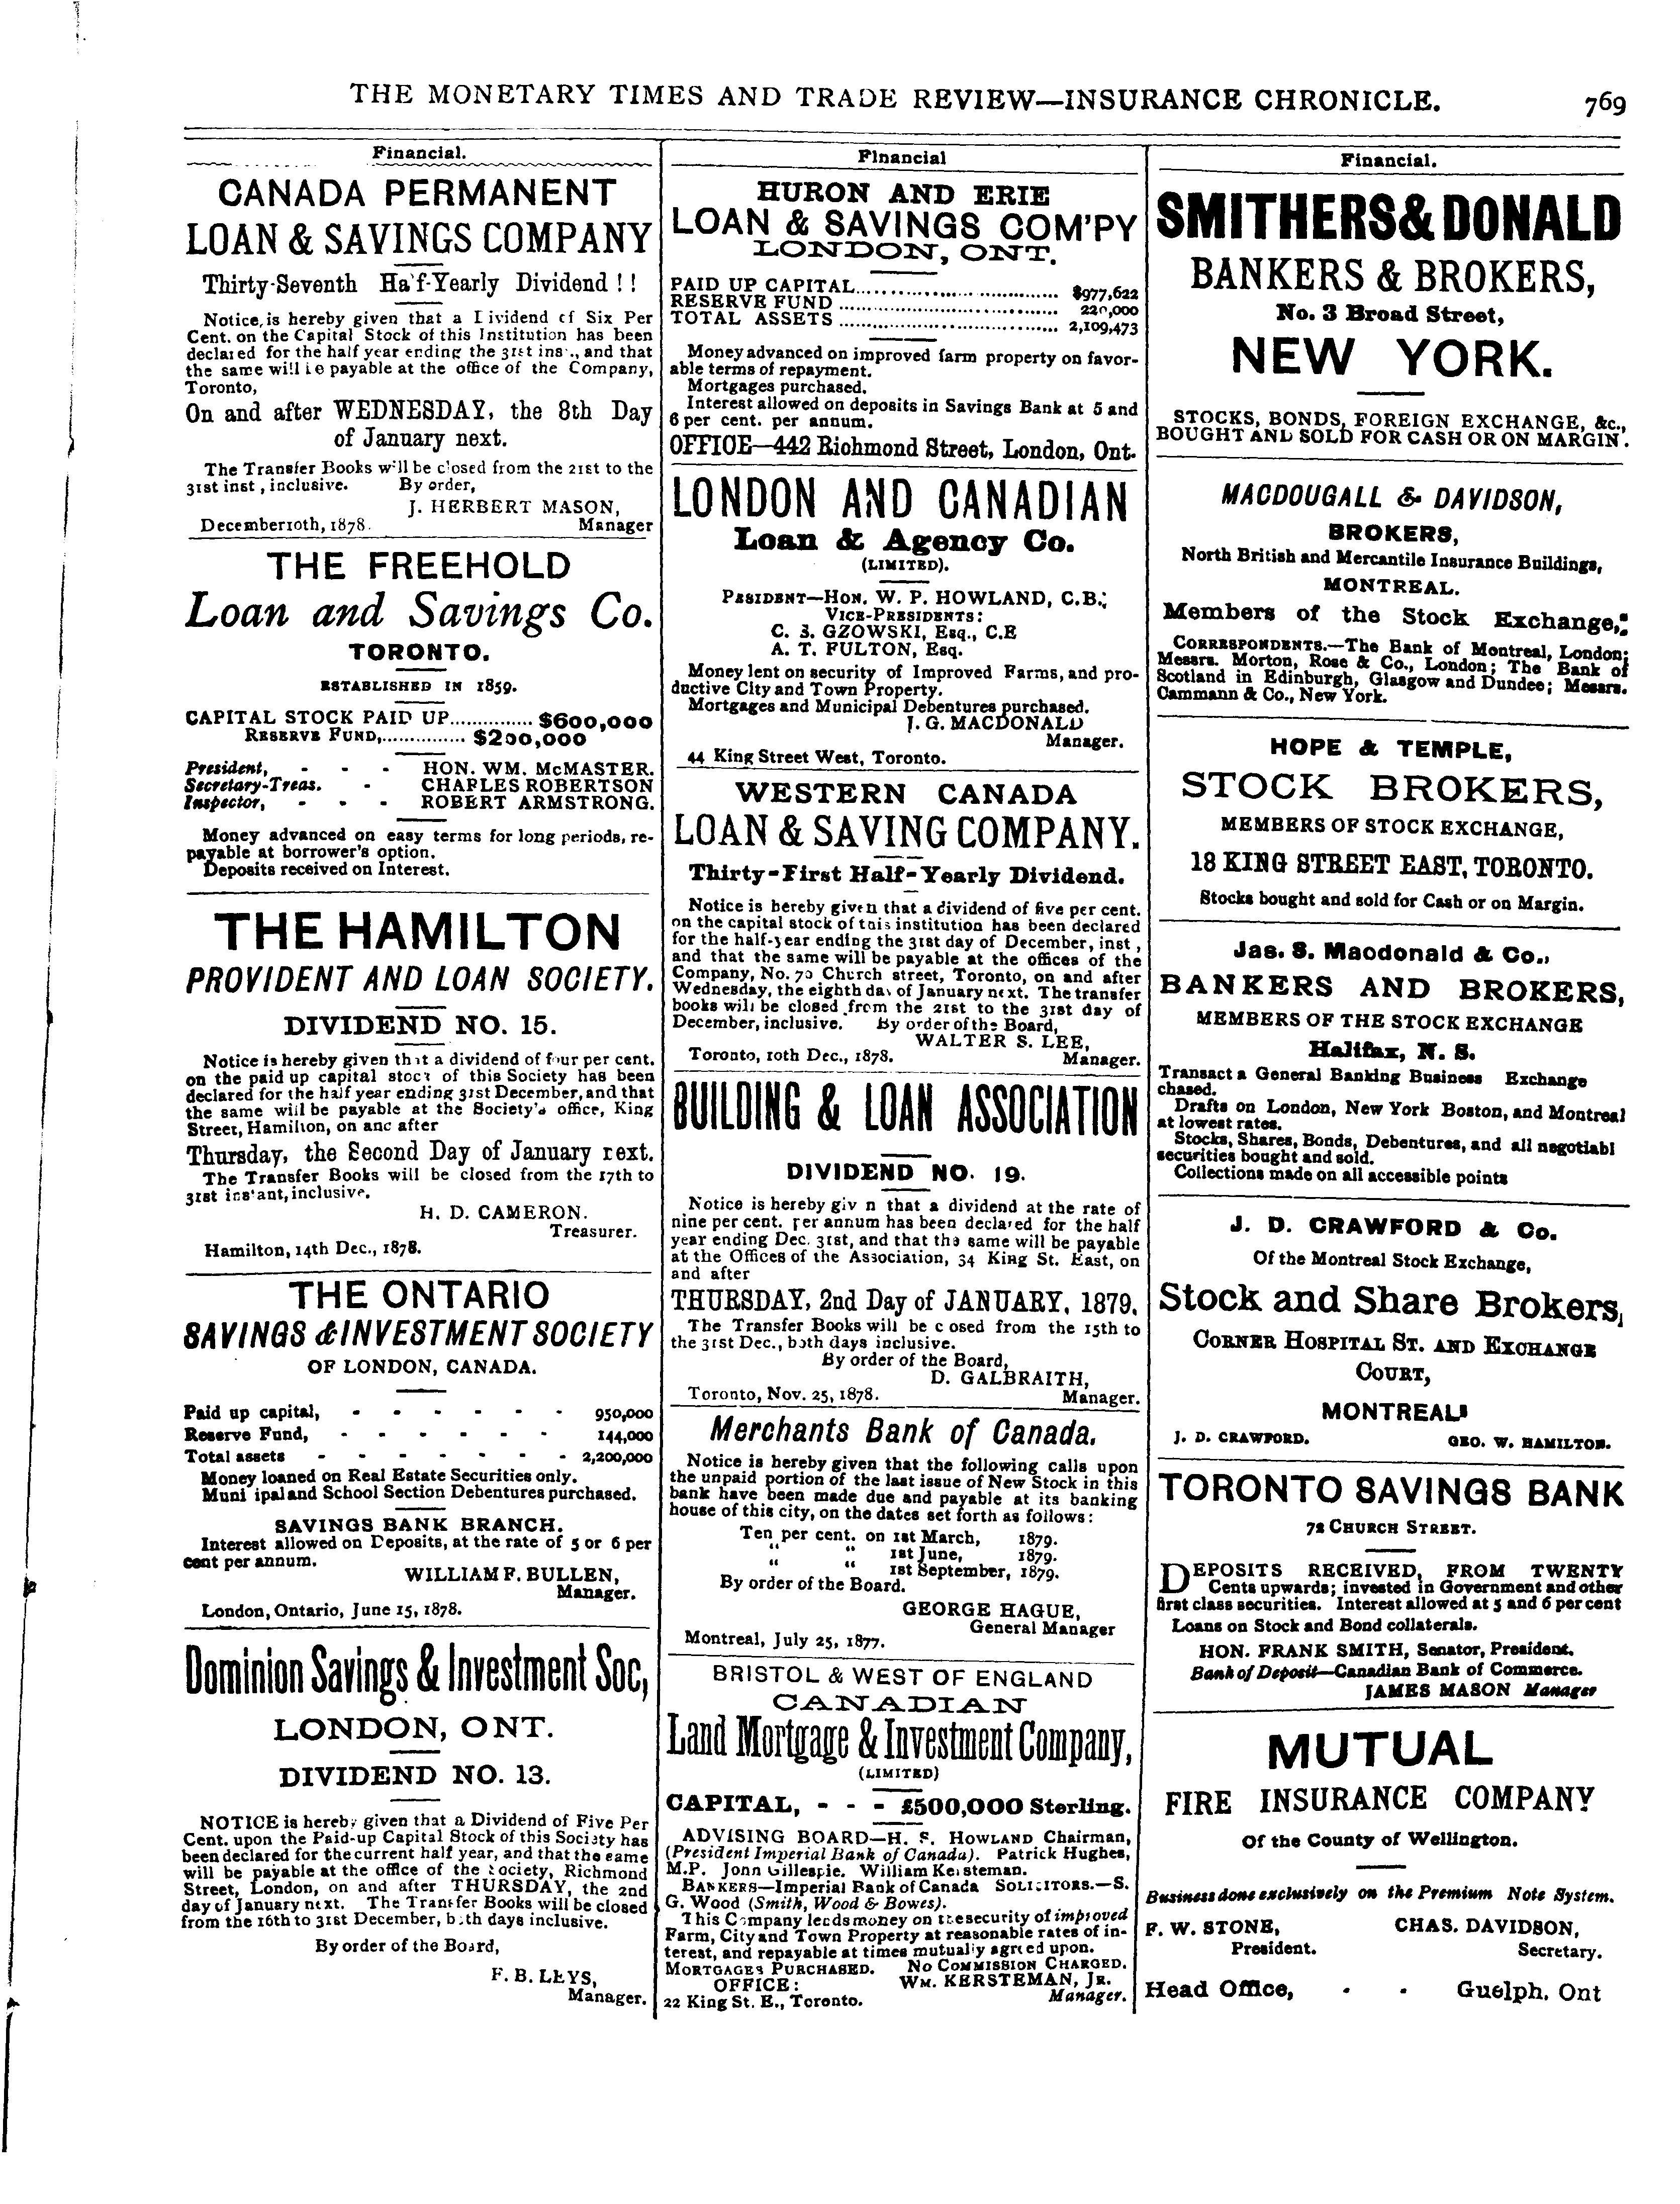 THE MONETARY TIMES AND TRADE REVIEW—INSURANCE CHRONICLE. 769
Financial.
CANADA PERMANENT
LOAN & SAVINGS COMPANY
Thirty-Seventh Half-Yearly Dividend ! !
Notice, is hereby given that a Dividend of Six Per
Cent. on the Capital Stock of this Institution has been
declared for the half year ending the 31st inst., and that
the same will be payable at the office of the Company,
Toronto,
On and after WEDNESDAY, the 8th Day
of January next.
The Transfer Books will be closed from the 21st to the
31st inst , inclusive. By order,
J. HERBERT MASON,
December 10th, 1878. Manager
THE FREEHOLD
Loan and Savings Co.
TORONTO.
ESTABLISHED IN 1859.
CAPITAL STOCK PAID UP............... $600,000
RESERVE FUND,............... $200,000
President, - - - HON. WM. McMASTER.
Secretary-Treas. - CHARLES ROBERTSON
Inspector, - - - ROBERT ARMSTRONG.
Money advanced on easy terms for long periods, re-
payable at borrower's option.
Deposits received on Interest.
THE HAMILTON
PROVIDENT AND LOAN SOCIETY.
DIVIDEND NO. 15.
Notice is hereby given that a dividend of four per cent.
on the paid up capital stock of this Society has been
declared for the half year ending 31st December, and that
the same will be payable at the Society's office, King
Street, Hamilton, on and after
Thursday, the Second Day of January next.
The Transfer Books will be closed from the 17th to
31st instant, inclusive.
H. D. CAMERON.
Treasurer.
Hamilton, 14th Dec., 1878.
THE ONTARIO
SAVINGS & INVESTMENT SOCIETY
OF LONDON, CANADA.
Paid up capital, - - - - - - 950,000
Reserve Fund, - - - - - - 144,000
Total assets - - - - - - - 2,200,000
Money loaned on Real Estate Securities only.
Municipal and School Section Debentures purchased.
SAVINGS BANK BRANCH.
Interest allowed on Deposits, at the rate of 5 or 6 per
cent per annum.
WILLIAM F. BULLEN,
Manager.
London, Ontario, June 15, 1878.
Dominion Savings & Investment Soc,
LONDON, ONT.
DIVIDEND NO. 13.
NOTICE is hereby given that a Dividend of Five Per
Cent. upon the Paid-up Capital Stock of this Society has
been declared for the current half year, and that the same
will be payable at the office of the Society, Richmond
Street, London, on and after THURSDAY, the 2nd
day of January next. The Transfer Books will be closed
from the 16th to 31st December, both days inclusive.
By order of the Board,
F. B. LEYS,
Manager.
Financial
HURON AND ERIE
LOAN & SAVINGS COM'PY
LONDON, ONT.
PAID UP CAPITAL.................................. $977,622
RESERVE FUND .................................. 220,000
TOTAL ASSETS .................................. 2,109,473
Money advanced on improved farm property on favor-
able terms of repayment.
Mortgages purchased.
Interest allowed on deposits in Savings Bank at 5 and
6 per cent. per annum.
OFFICE—442 Richmond Street, London, Ont.
LONDON AND CANADIAN
Loan & Agency Co.
(LIMITED).
PRESIDENT—HON. W. P. HOWLAND, C.B.;
VICE-PRESIDENTS:
C. S. GZOWSKI, Esq., C.E
A. T. FULTON, Esq.
Money lent on security of Improved Farms, and pro-
ductive City and Town Property.
Mortgages and Municipal Debentures purchased.
J. G. MACDONALD
Manager.
44 King Street West, Toronto.
WESTERN CANADA
LOAN & SAVING COMPANY.
Thirty-First Half-Yearly Dividend.
Notice is hereby given that a dividend of five per cent.
on the capital stock of this institution has been declared
for the half-year ending the 31st day of December, inst ,
and that the same will be payable at the offices of the
Company, No. 70 Church street, Toronto, on and after
Wednesday, the eighth day of January next. The transfer
books will be closed from the 21st to the 31st day of
December, inclusive. By order of the Board,
WALTER S. LEE,
Toronto, 10th Dec., 1878. Manager.
BUILDING & LOAN ASSOCIATION
DIVIDEND NO. 19.
Notice is hereby giv n that a dividend at the rate of
nine per cent. per annum has been declared for the half
year ending Dec. 31st, and that the same will be payable
at the Offices of the Association, 34 King St. East, on
and after
THURSDAY, 2nd Day of JANUARY, 1879.
The Transfer Books will be c osed from the 15th to
the 31st Dec., both days inclusive.
By order of the Board,
D. GALBRAITH,
Toronto, Nov. 25, 1878. Manager.
Merchants Bank of Canada.
Notice is hereby given that the following calls upon
the unpaid portion of the last issue of New Stock in this
bank have been made due and payable at its banking
house of this city, on the dates set forth as follows:
Ten per cent. on 1st March, 1879.
" " 1st June, 1879.
" " 1st September, 1879.
By order of the Board.
GEORGE HAGUE,
General Manager
Montreal, July 25, 1877.
BRISTOL & WEST OF ENGLAND
CANADIAN
Land Mortgage & Investment Company,
(LIMITED)
CAPITAL, - - - £500,000 Sterling.
ADVISING BOARD—H. S. HOWLAND Chairman,
(President Imperial Bank of Canada). Patrick Hughes,
M.P. John Gillespie. William Kersteman.
BANKERS—Imperial Bank of Canada SOLICITORS.—S.
G. Wood (Smith, Wood & Bowes).
This Company lends money on the security of improved
Farm, City and Town Property at reasonable rates of in-
terest, and repayable at times mutually agreed upon.
MORTGAGES PURCHASED. NO COMMISSION CHARGED.
OFFICE: WM. KERSTEMAN, JR.
22 King St. E., Toronto. Manager.
Financial.
SMITHERS & DONALD
BANKERS & BROKERS,
No. 3 Broad Street,
NEW YORK.
STOCKS, BONDS, FOREIGN EXCHANGE, &c.,
BOUGHT AND SOLD FOR CASH OR ON MARGIN.
MACDOUGALL & DAVIDSON,
BROKERS,
North British and Mercantile Insurance Buildings,
MONTREAL.
Members of the Stock Exchange,
CORRESPONDENTS.—The Bank of Montreal, London;
Messrs. Morton, Rose & Co., London; The Bank of
Scotland in Edinburgh, Glasgow and Dundee; Messrs.
Cammann & Co., New York.
HOPE & TEMPLE,
STOCK BROKERS,
MEMBERS OF STOCK EXCHANGE,
18 KING STREET EAST, TORONTO.
Stocks bought and sold for Cash or on Margin.
Jas. S. Macdonald & Co.,
BANKERS AND BROKERS,
MEMBERS OF THE STOCK EXCHANGE
Halifax, N. S.
Transact a General Banking Business Exchange
chased.
Drafts on London, New York Boston, and Montreal
at lowest rates.
Stocks, Shares, Bonds, Debentures, and all negotiabl
securities bought and sold.
Collections made on all accessible points
J. D. CRAWFORD & Co.
Of the Montreal Stock Exchange,
Stock and Share Brokers,
CORNER HOSPITAL ST. AND EXCHANGE
COURT,
MONTREAL
J. D. CRAWFORD. GEO. W. HAMILTON.
TORONTO SAVINGS BANK
72 CHURCH STREET.
DEPOSITS RECEIVED, FROM TWENTY
Cents upwards; invested in Government and other
first class securities. Interest allowed at 5 and 6 per cent
Loans on Stock and Bond collaterals.
HON. FRANK SMITH, Senator, President.
Bank of Deposit—Canadian Bank of Commerce.
JAMES MASON Manager
MUTUAL
FIRE INSURANCE COMPANY
Of the County of Wellington.
Business done exclusively on the Premium Note System.
F. W. STONE, CHAS. DAVIDSON,
President. Secretary.
Head Office, - - Guelph, Ont